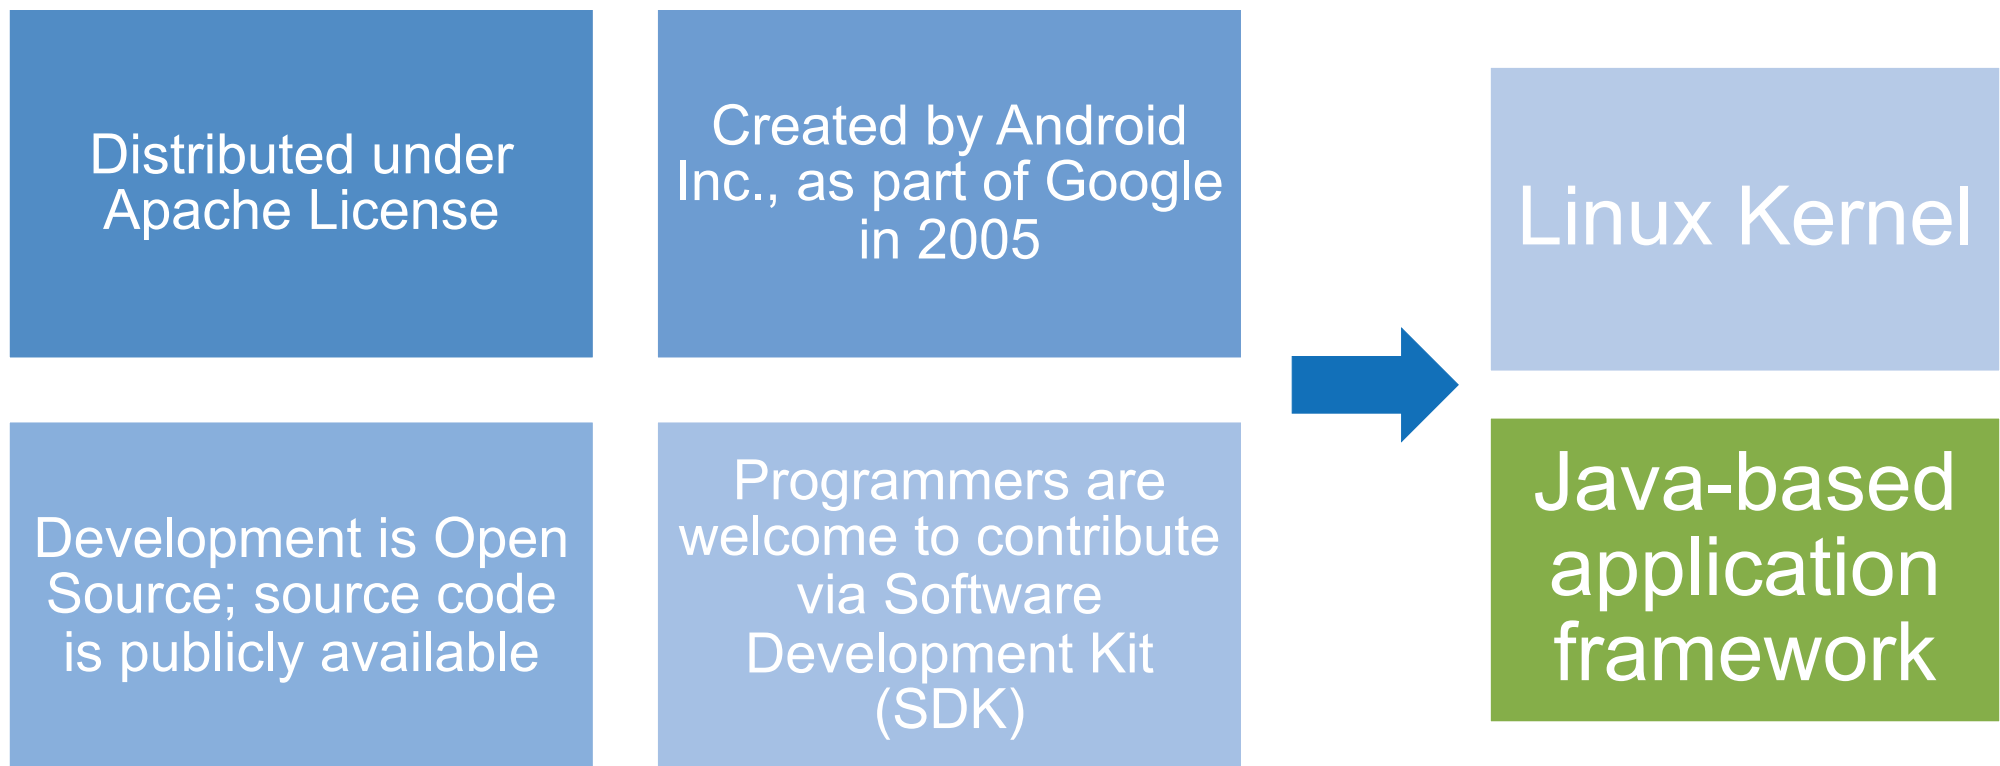 Distributed under
Apache License
Created by Android
Inc., as part of Google
in 2005
Development is Open
Source; source code
is publicly available
Programmers are
welcome to contribute
via Software
Development Kit
(SDK)
Linux Kernel
Java-based
application
framework